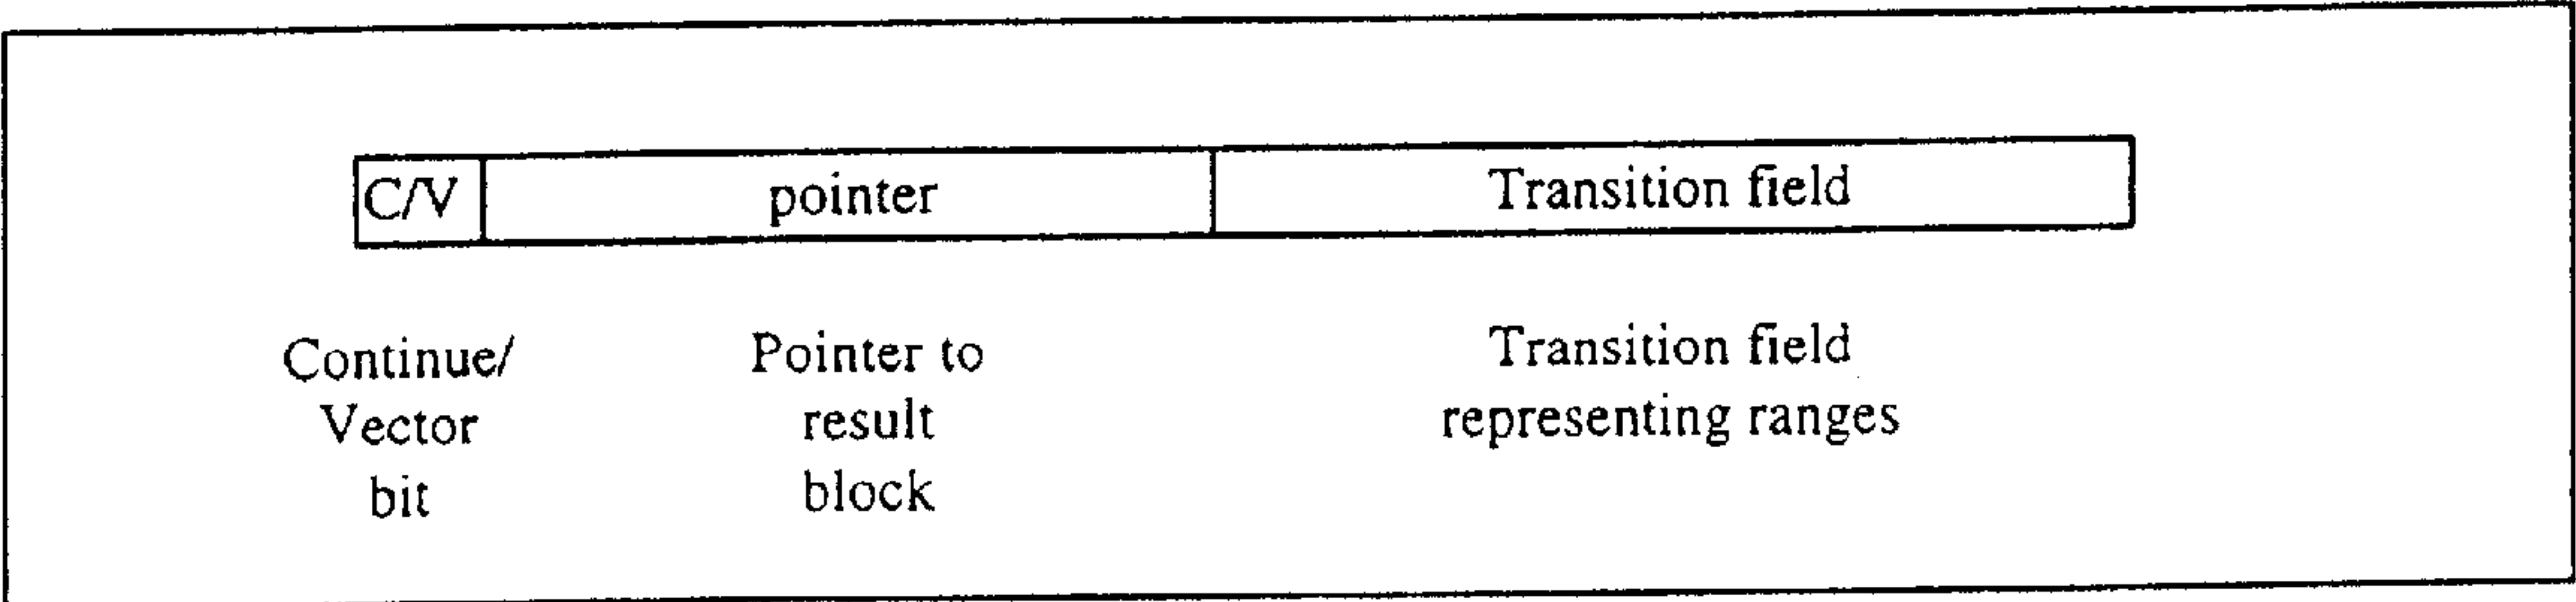 C/V pointer Transition field
Continue/
Vector
bit
Pointer to
result
block
Transition field
representing ranges